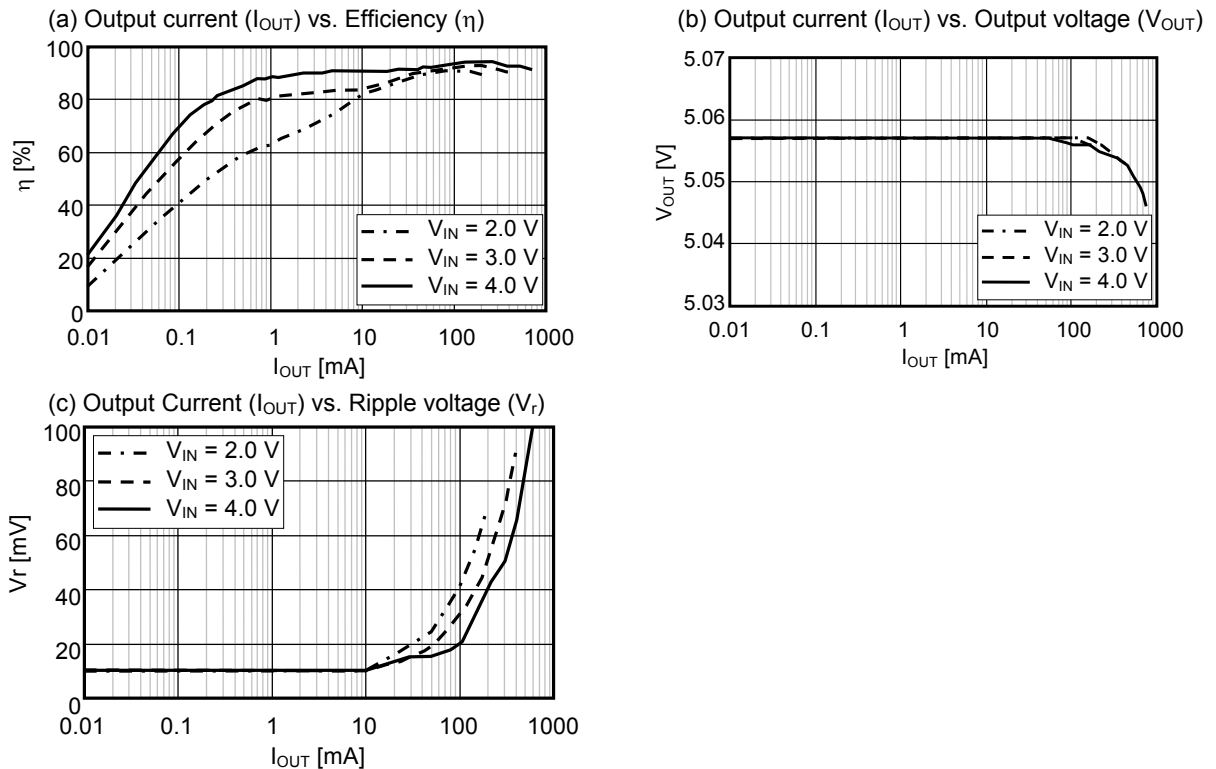 (a) Output current (IOUT) vs. Efficiency (η)
100
80
60
40
20
0
η [%]
VIN = 2.0 V
VIN = 3.0 V
VIN = 4.0 V
0.01 0.1 1 10 100 1000
IOUT [mA]
(b) Output current (IOUT) vs. Output voltage (VOUT)
5.07
5.06
5.05
5.04
5.03
VOUT [V]
VIN = 2.0 V
VIN = 3.0 V
VIN = 4.0 V
0.01 0.1 1 10 100 1000
IOUT [mA]
(c) Output Current (IOUT) vs. Ripple voltage (Vr)
100
80
60
40
20
0
Vr [mV]
VIN = 2.0 V
VIN = 3.0 V
VIN = 4.0 V
0.01 0.1 1 10 100 1000
IOUT [mA]